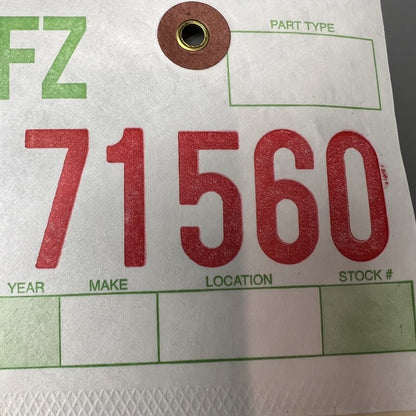 PART TYPE
FZ
71560
YEAR MAKE LOCATION STOCK #